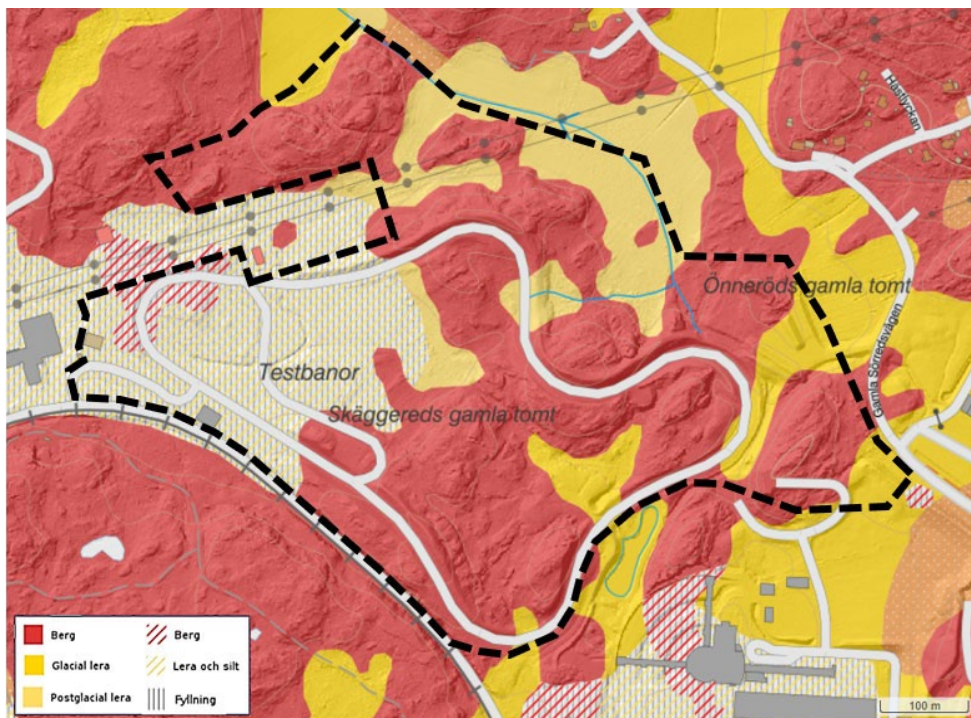 Hästlyckan
Önneröds gamla tomt
Gamla Sörredsvägen
Testbanor
Skäggereds gamla tomt
Berg
Berg
Glacial lera
Lera och silt
Postglacial lera
Fyllning
100 m